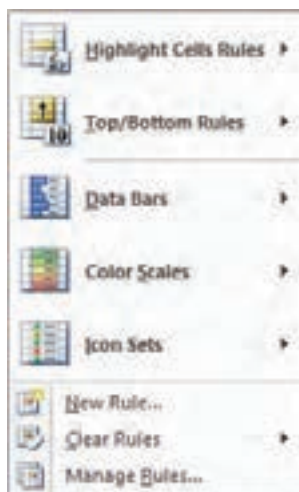 Highlight Cells Rules
Top/Bottom Rules
Data Bars
Color Scales
Icon Sets
New Rule...
Clear Rules
Manage Rules...